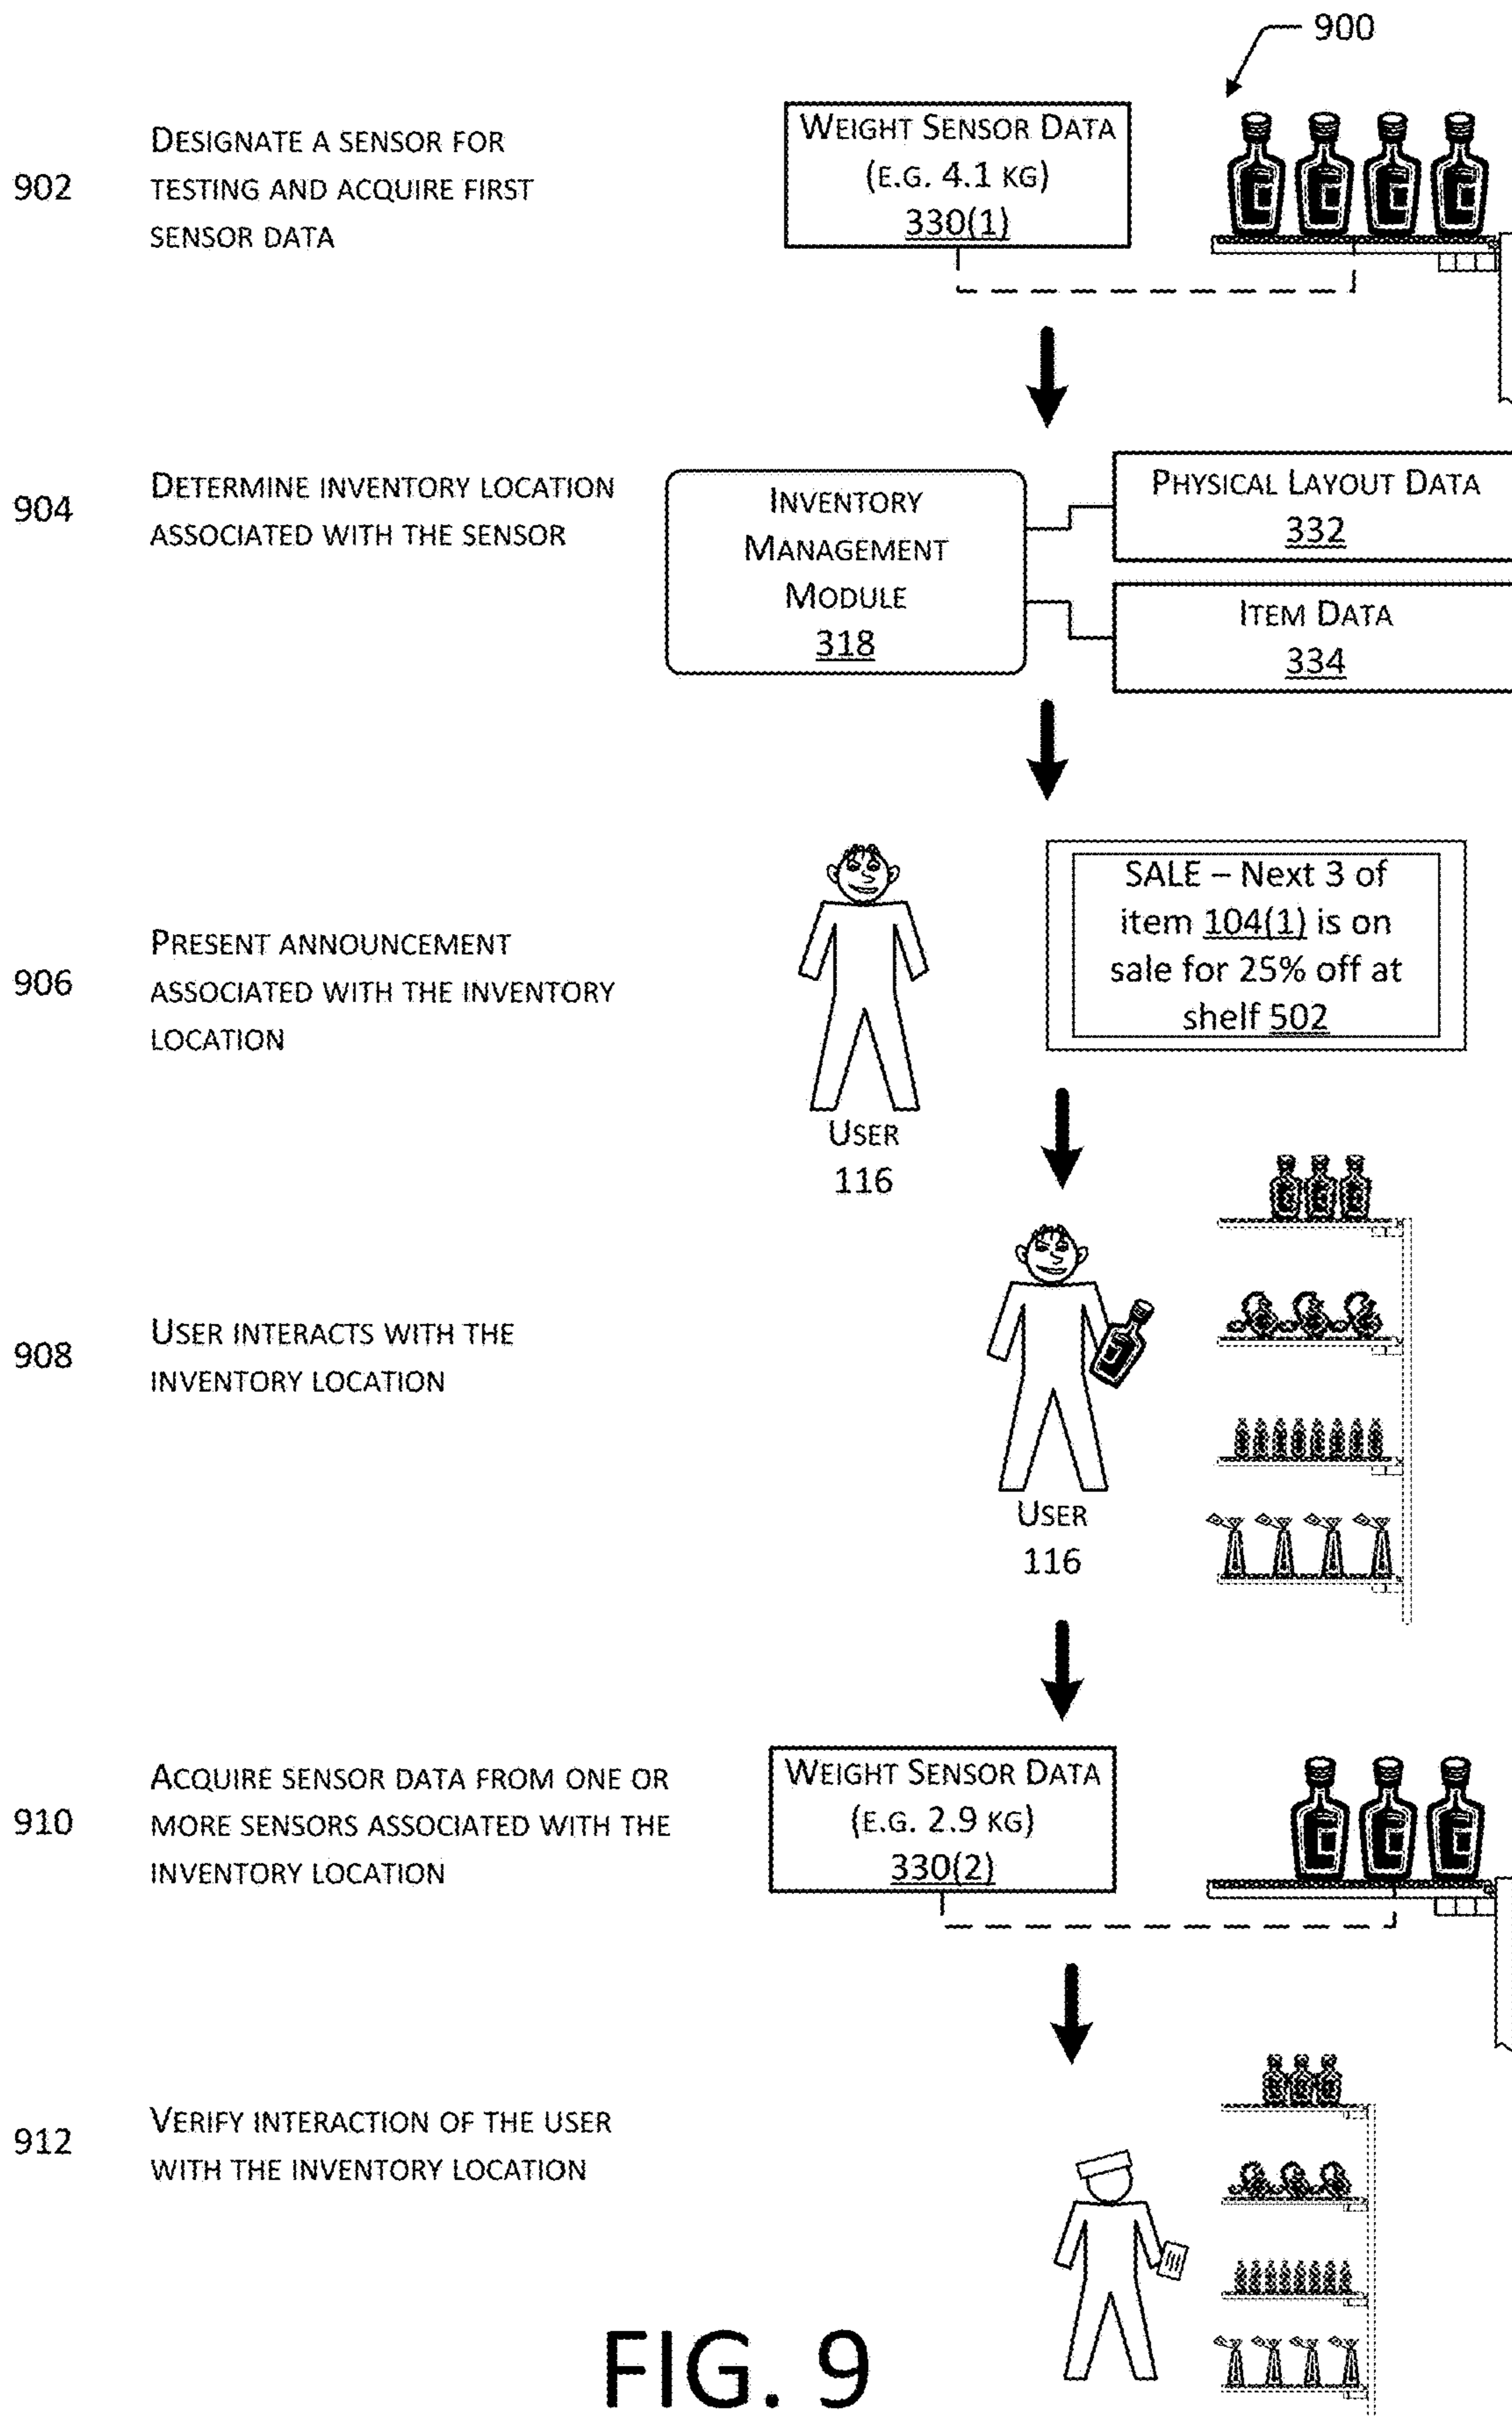 900
902
DESIGNATE A SENSOR FOR
TESTING AND ACQUIRE FIRST
SENSOR DATA
WEIGHT SENSOR DATA
(E.G. 4.1 KG)
330(1)
904
DETERMINE INVENTORY LOCATION
ASSOCIATED WITH THE SENSOR
INVENTORY
MANAGEMENT
MODULE
318
PHYSICAL LAYOUT DATA
332
ITEM DATA
334
906
PRESENT ANNOUNCEMENT
ASSOCIATED WITH THE INVENTORY
LOCATION
USER
116
SALE – Next 3 of
item 104(1) is on
sale for 25% off at
shelf 502
908
USER INTERACTS WITH THE
INVENTORY LOCATION
USER
116
910
ACQUIRE SENSOR DATA FROM ONE OR
MORE SENSORS ASSOCIATED WITH THE
INVENTORY LOCATION
WEIGHT SENSOR DATA
(E.G. 2.9 KG)
330(2)
912
VERIFY INTERACTION OF THE USER
WITH THE INVENTORY LOCATION
FIG. 9